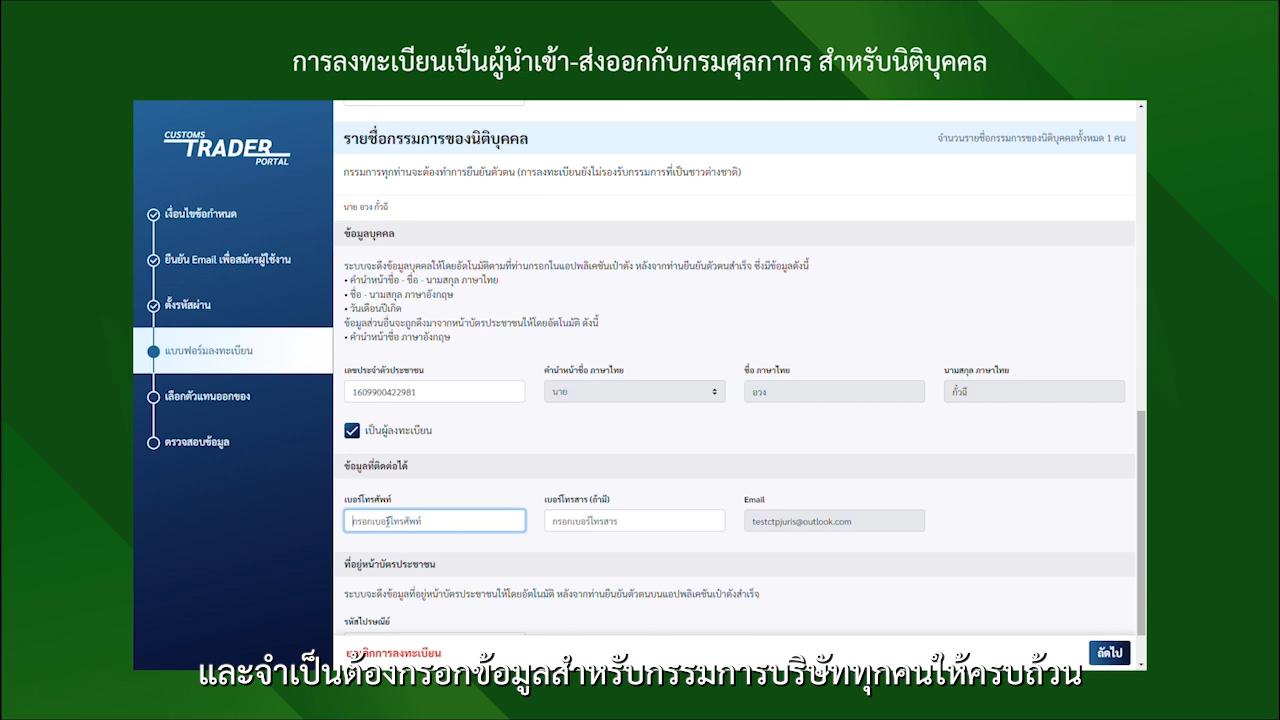 การลงทะเบียนเป็นผู้นำเข้า-ส่งออกกับกรมศุลกากร สำหรับนิติบุคคล
CUSTOMS
TRADER
PORTAL
เงื่อนไขข้อกำหนด
ยืนยัน Email เพื่อสมัครผู้ใช้งาน
ตั้งรหัสผ่าน
แบบฟอร์มลงทะเบียน
เลือกตัวแทนออกของ
ตรวจสอบข้อมูล
รายชื่อกรรมการของนิติบุคคล
จำนวนรายชื่อกรรมการของนิติบุคคลทั้งหมด 1 คน
กรรมการทุกท่านจะต้องทำการยืนยันตัวตน (การลงทะเบียนยังไม่รองรับกรรมการที่เป็นชาวต่างชาติ)
นาย อวง กั๋วฉี
ข้อมูลบุคคล
ระบบจะดึงข้อมูลบุคคลให้โดยอัตโนมัติตามที่ท่านกรอกในแอปพลิเคชันเป๋าตัง หลังจากท่านยืนยันตัวตนสำเร็จ ซึ่งมีข้อมูลดังนี้
• คำนำหน้าชื่อ - ชื่อ - นามสกุล ภาษาไทย
• ชื่อ - นามสกุล ภาษาอังกฤษ
• วันเดือนปีเกิด
ข้อมูลส่วนอื่นจะถูกดึงมาจากหน้าบัตรประชาชนให้โดยอัตโนมัติ ดังนี้
• คำนำหน้าชื่อ ภาษาอังกฤษ
เลขประจำตัวประชาชน คำนำหน้าชื่อ ภาษาไทย ชื่อ ภาษาไทย นามสกุล ภาษาไทย
1609900422981 นาย อวง กั๋วฉี
เป็นผู้ลงทะเบียน
ข้อมูลที่ติดต่อได้
เบอร์โทรศัพท์ เบอร์โทรสาร (ถ้ามี) Email
กรอกเบอร์โทรศัพท์ กรอกเบอร์โทรสาร testctpjuris@outlook.com
ที่อยู่หน้าบัตรประชาชน
ระบบจะดึงข้อมูลที่อยู่หน้าบัตรประชาชนให้โดยอัตโนมัติ หลังจากท่านยืนยันตัวตนบนแอปพลิเคชันเป๋าตังสำเร็จ
รหัสไปรษณีย์
ยกเลิกการลงทะเบียน ถัดไป
และจำเป็นต้องกรอกข้อมูลสำหรับกรรมการบริษัททุกคนให้ครบถ้วน